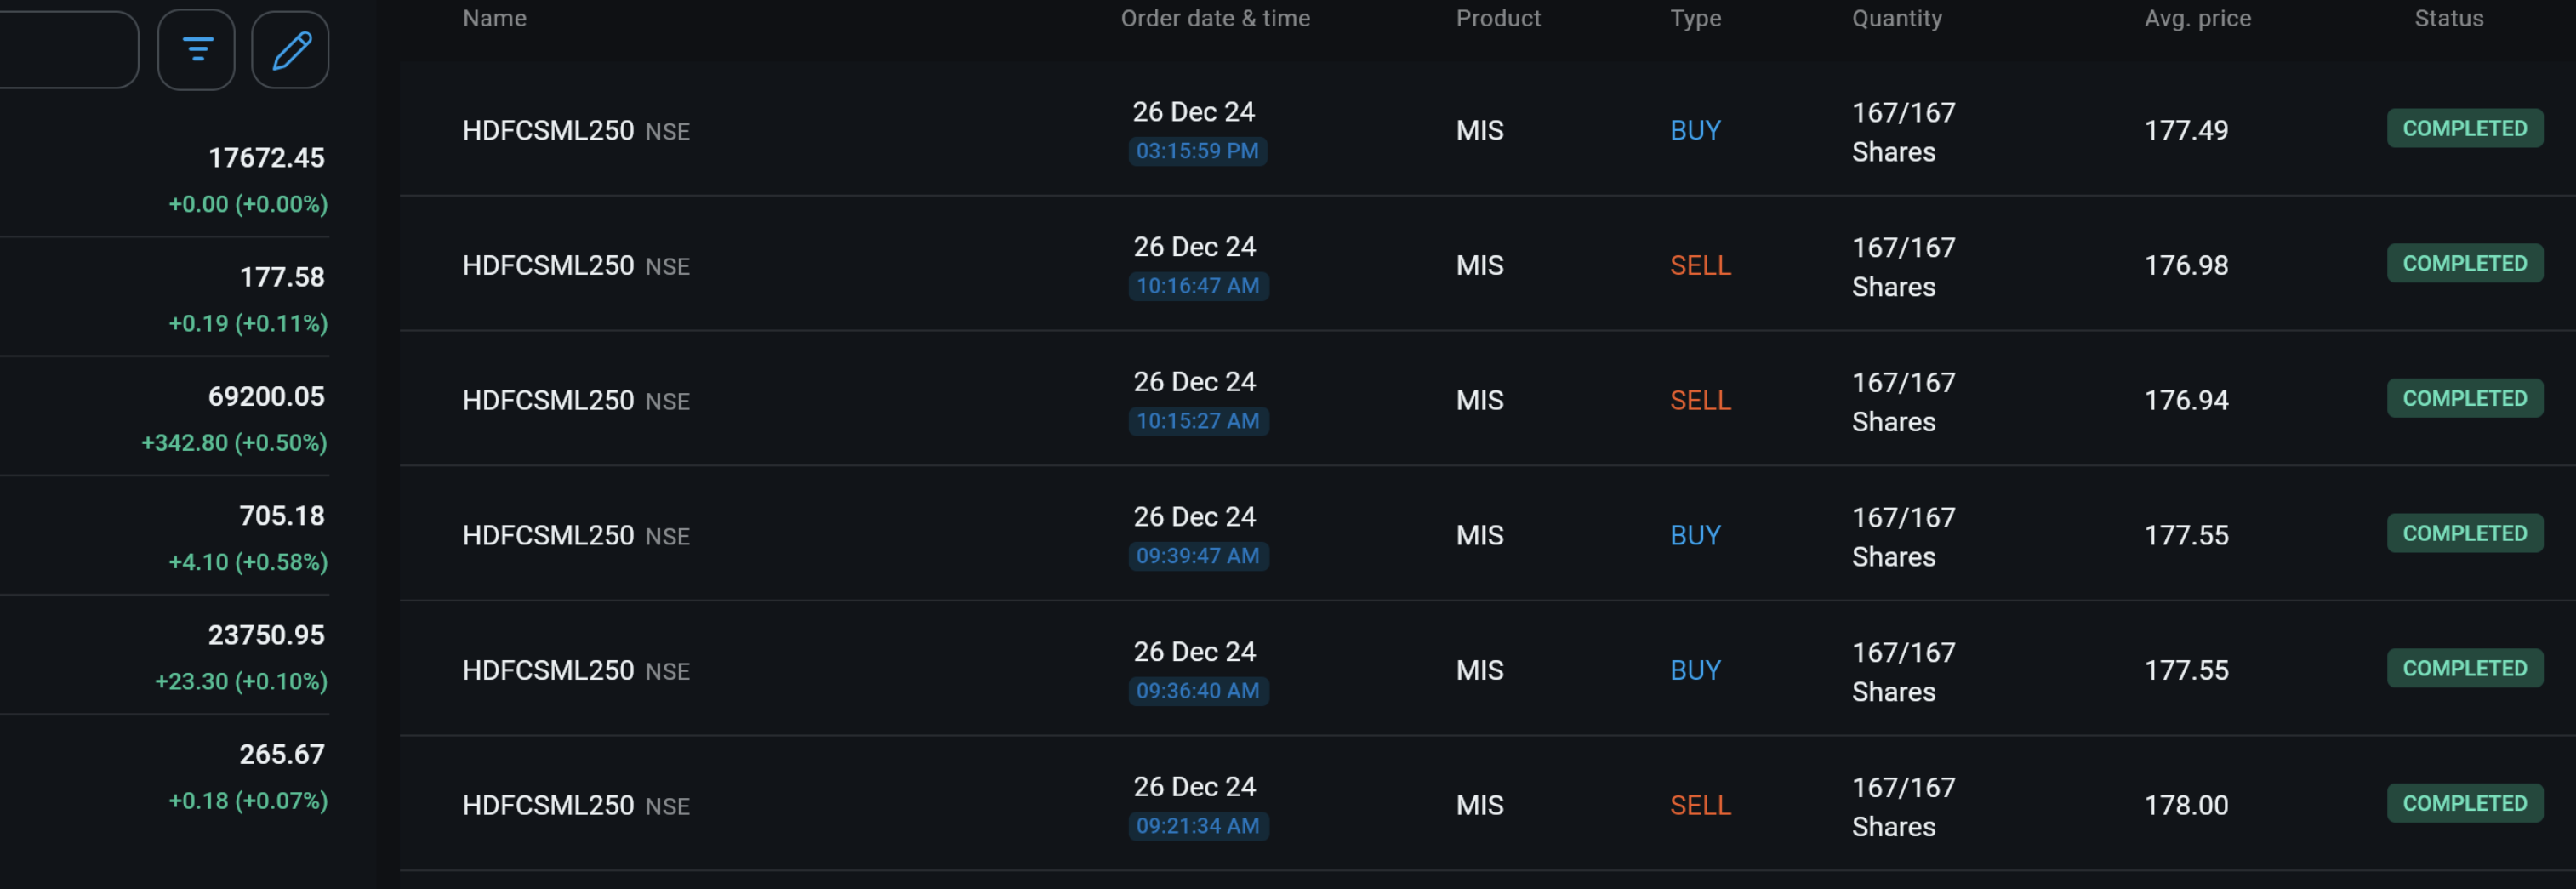 17672.45
+0.00 (+0.00%)
177.58
+0.19 (+0.11%)
69200.05
+342.80 (+0.50%)
705.18
+4.10 (+0.58%)
23750.95
+23.30 (+0.10%)
265.67
+0.18 (+0.07%)
Name Order date & time Product Type Quantity Avg. price Status
HDFCSML250 NSE 26 Dec 24 03:15:59 PM MIS BUY 167/167 Shares 177.49 COMPLETED
HDFCSML250 NSE 26 Dec 24 10:16:47 AM MIS SELL 167/167 Shares 176.98 COMPLETED
HDFCSML250 NSE 26 Dec 24 10:15:27 AM MIS SELL 167/167 Shares 176.94 COMPLETED
HDFCSML250 NSE 26 Dec 24 09:39:47 AM MIS BUY 167/167 Shares 177.55 COMPLETED
HDFCSML250 NSE 26 Dec 24 09:36:40 AM MIS BUY 167/167 Shares 177.55 COMPLETED
HDFCSML250 NSE 26 Dec 24 09:21:34 AM MIS SELL 167/167 Shares 178.00 COMPLETED